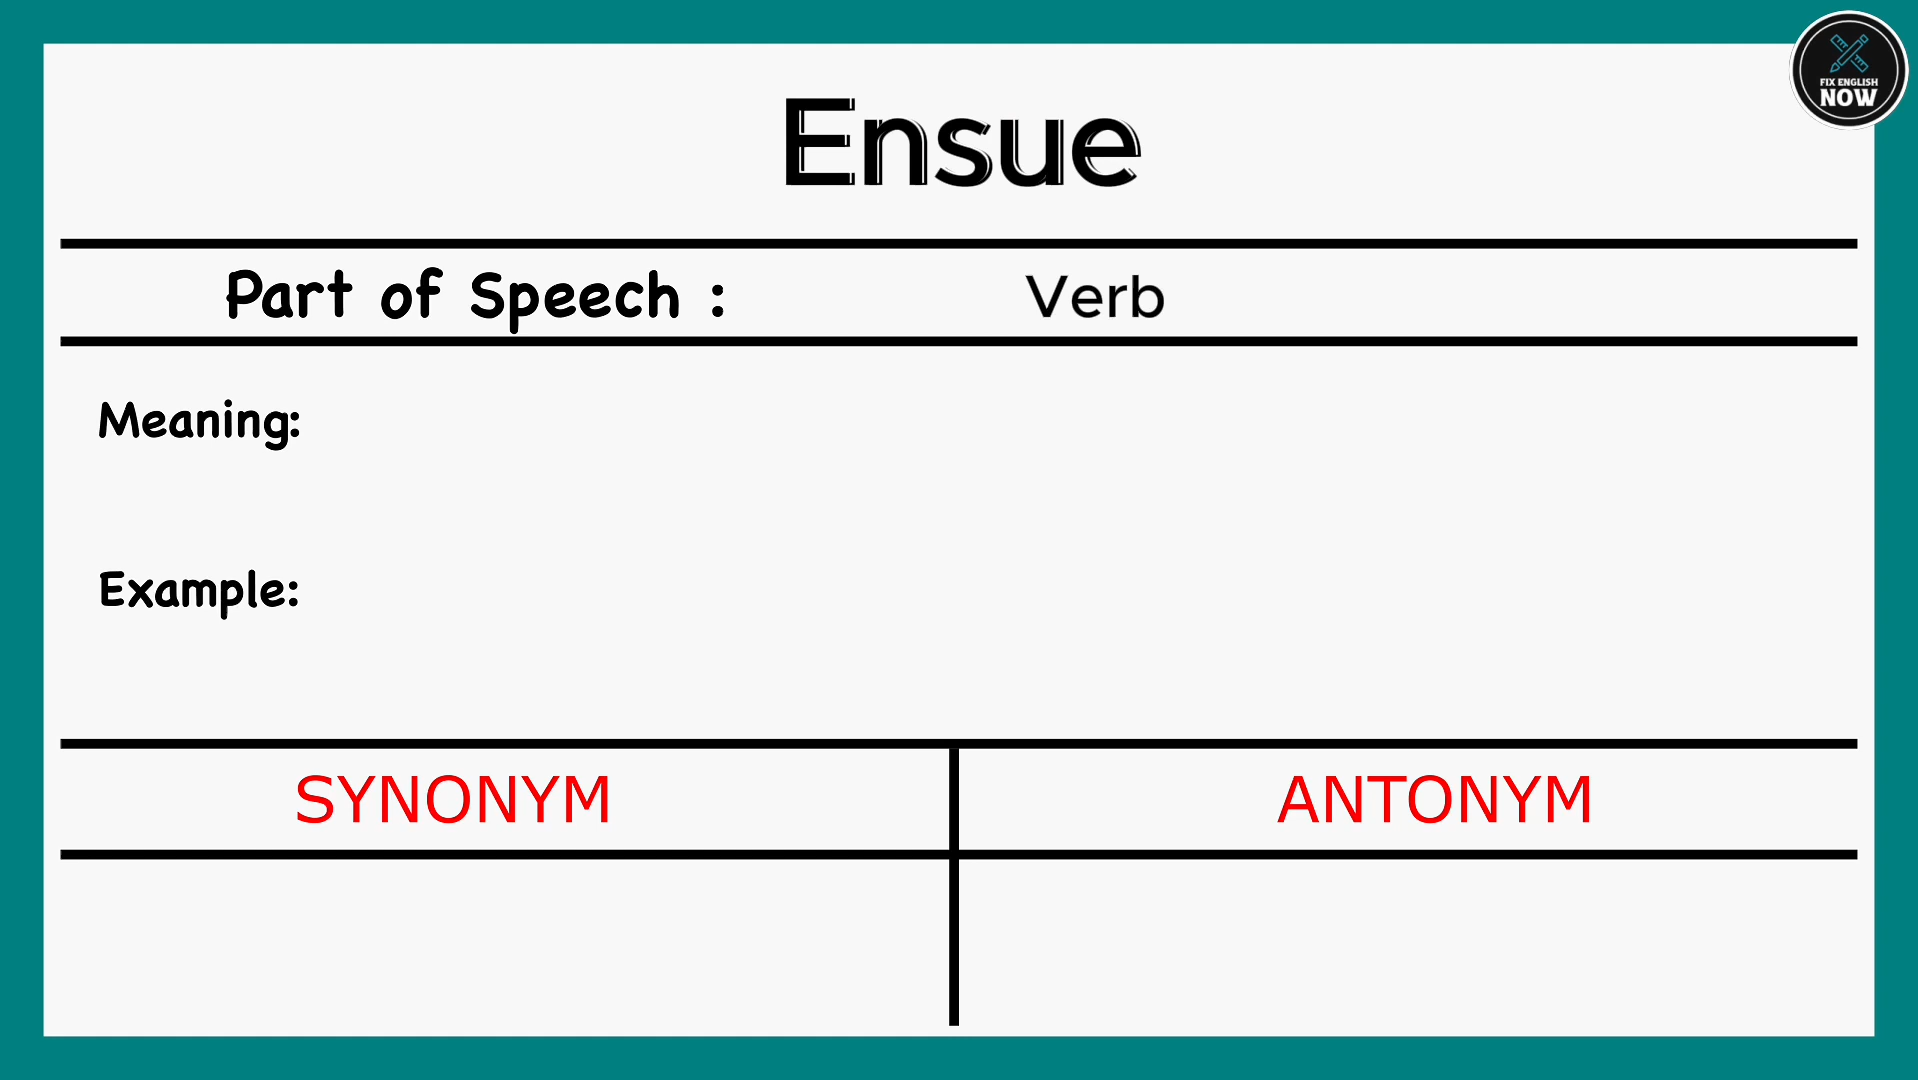 FIX ENGLISH
NOW
Ensue
Part of Speech : Verb
Meaning:
Example:
SYNONYM ANTONYM